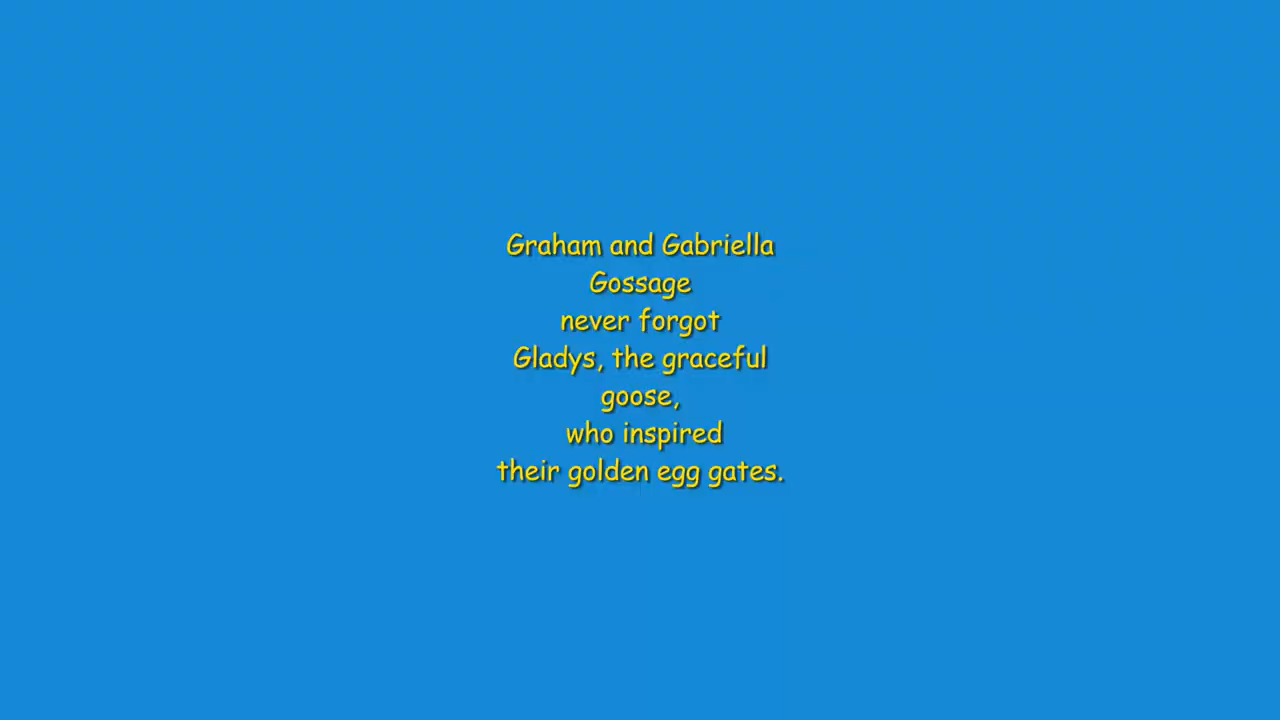 Graham and Gabriella
Gossage
never forgot
Gladys, the graceful
goose,
who inspired
their golden egg gates.